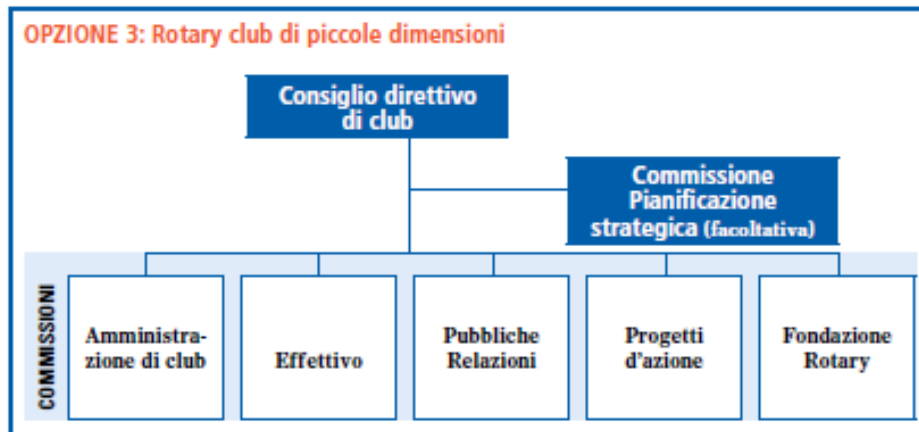 OPZIONE 3: Rotary club di piccole dimensioni
Consiglio direttivo
di club
Commissione
Pianificazione
strategica (facoltativa)
COMMISSIONI
Amministra-
zione di club
Effettivo
Pubbliche
Relazioni
Progetti
d'azione
Fondazione
Rotary